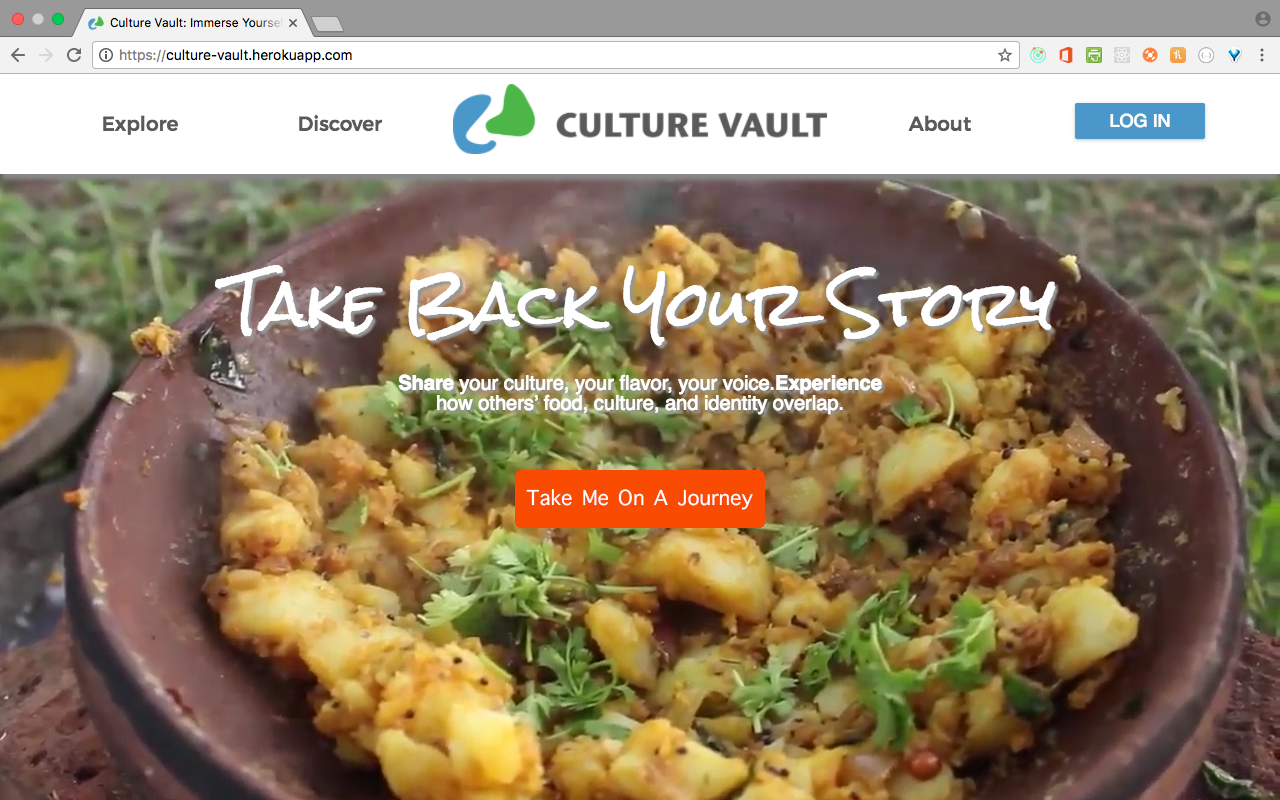 Culture Vault: Immerse Yoursel
https://culture-vault.herokuapp.com
Explore
Discover
CULTURE VAULT
About
LOG IN
Take Back Your Story
Share your culture, your flavor, your voice.Experience
how others’ food, culture, and identity overlap.
Take Me On A Journey